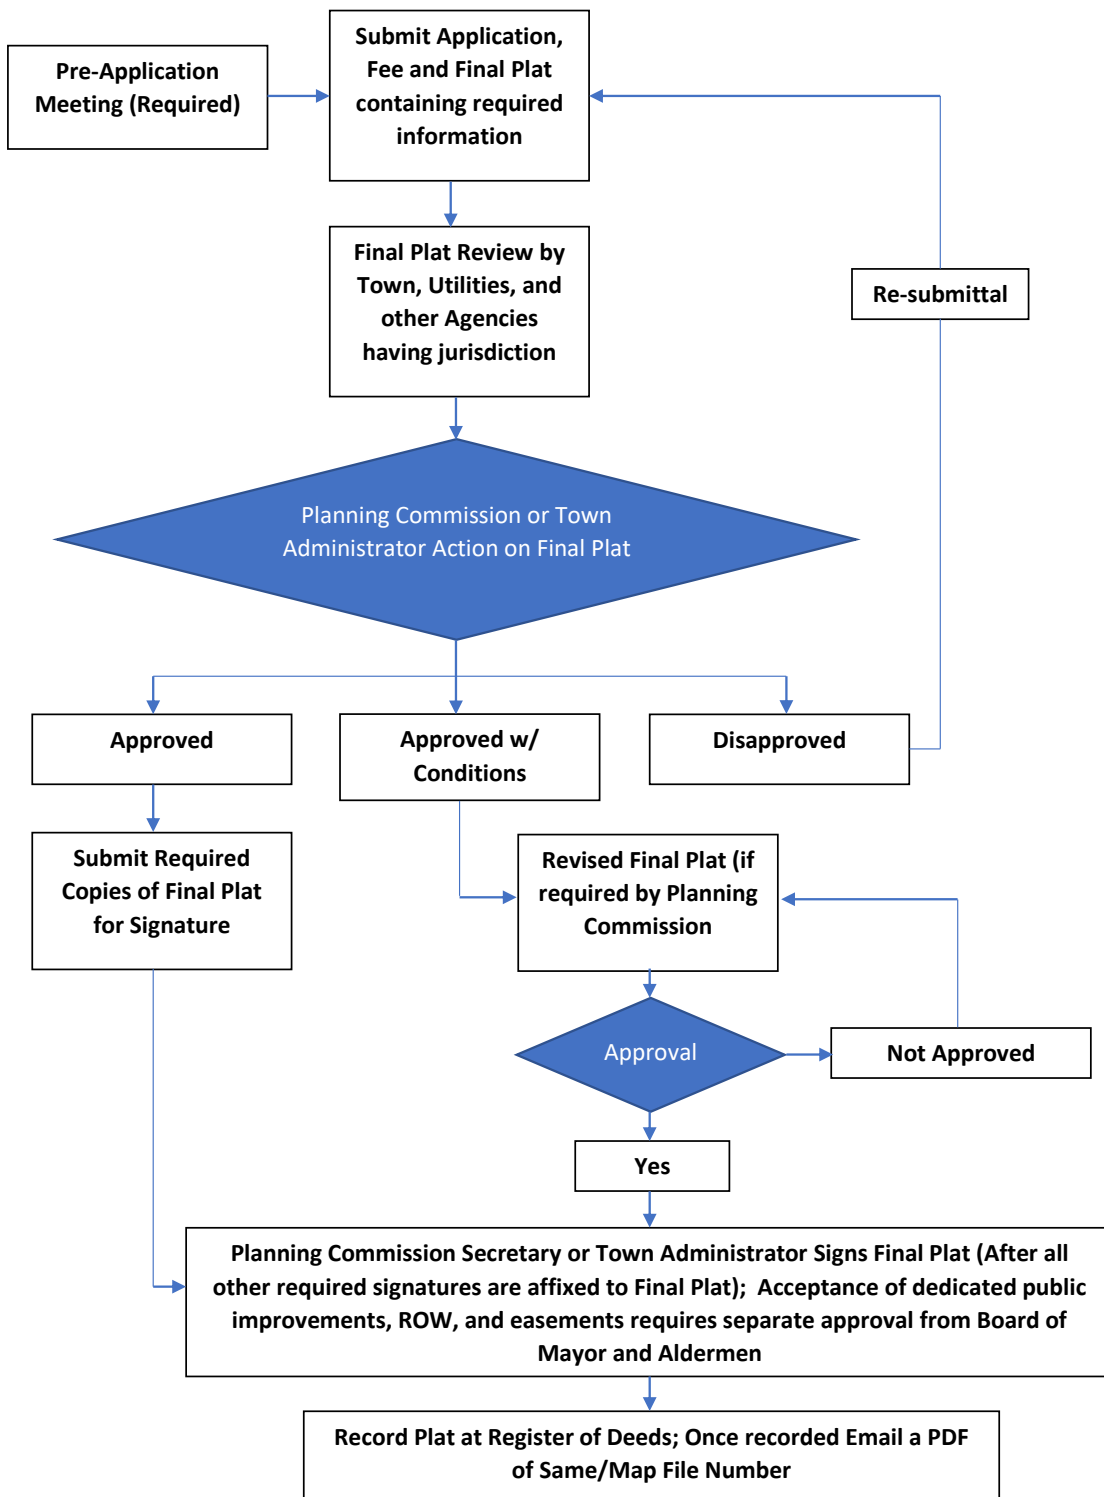 Pre-Application
Meeting (Required)
Submit Application,
Fee and Final Plat
containing required
information
Final Plat Review by
Town, Utilities, and
other Agencies
having jurisdiction
Re-submittal
Planning Commission or Town
Administrator Action on Final Plat
Approved
Approved w/
Conditions
Disapproved
Submit Required
Copies of Final Plat
for Signature
Revised Final Plat (if
required by Planning
Commission
Approval
Not Approved
Yes
Planning Commission Secretary or Town Administrator Signs Final Plat (After all
other required signatures are affixed to Final Plat);  Acceptance of dedicated public
improvements, ROW, and easements requires separate approval from Board of
Mayor and Aldermen
Record Plat at Register of Deeds; Once recorded Email a PDF
of Same/Map File Number